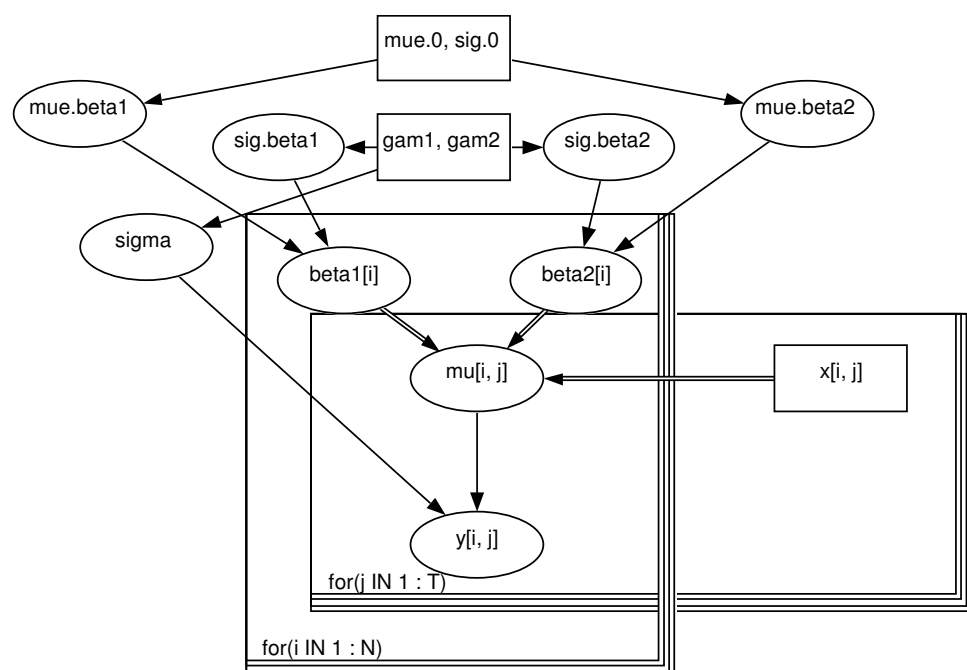 mue.0, sig.0
mue.beta1
mue.beta2
sig.beta1
gam1, gam2
sig.beta2
sigma
beta1[i]
beta2[i]
mu[i, j]
x[i, j]
y[i, j]
for(j IN 1 : T)
for(i IN 1 : N)